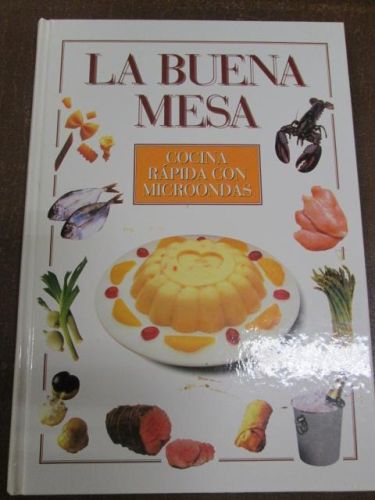 LA BUENA
MESA
COCINA
RÁPIDA CON
MICROONDAS